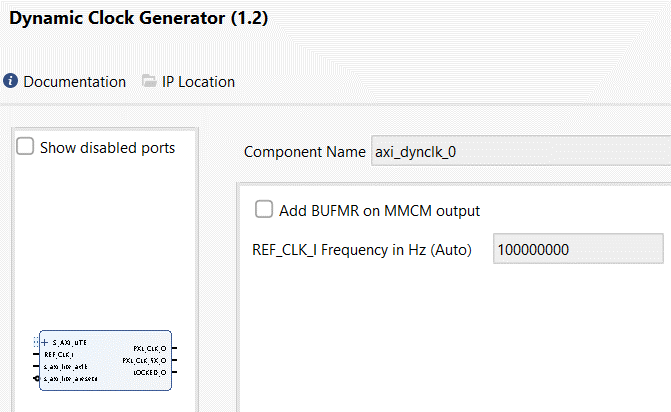 Dynamic Clock Generator (1.2)
Documentation IP Location
Show disabled ports
Component Name axi_dynclk_0
Add BUFMR on MMCM output
REF_CLK_I Frequency in Hz (Auto) 100000000
S_AXI_LITE
REF_CLK_I
s_axi_lite_aclk
s_axi_lite_aresetn
PXL_CLK_O
PXL_CLK_5X_O
LOCKED_O